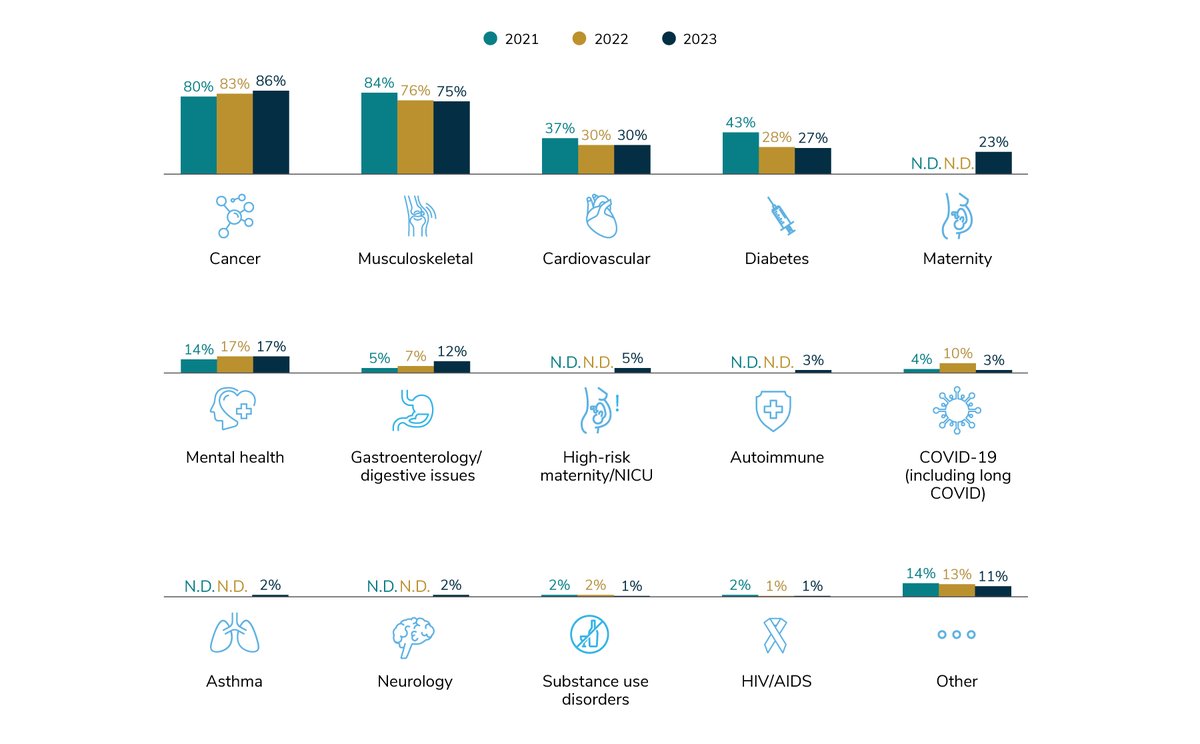 2021 2022 2023
80% 83% 86% 84% 76% 75% 37% 30% 30% 43% 28% 27% N.D. N.D. 23%
Cancer Musculoskeletal Cardiovascular Diabetes Maternity
14% 17% 17% 5% 7% 12% N.D. N.D. 5% N.D. N.D. 3% 4% 10% 3%
!
Mental health Gastroenterology/ High-risk Autoimmune COVID-19
digestive issues maternity/NICU (including long
COVID)
N.D. N.D. 2% N.D. N.D. 2% 2% 2% 1% 2% 1% 1% 14% 13% 11%
Asthma Neurology Substance use HIV/AIDS Other
disorders